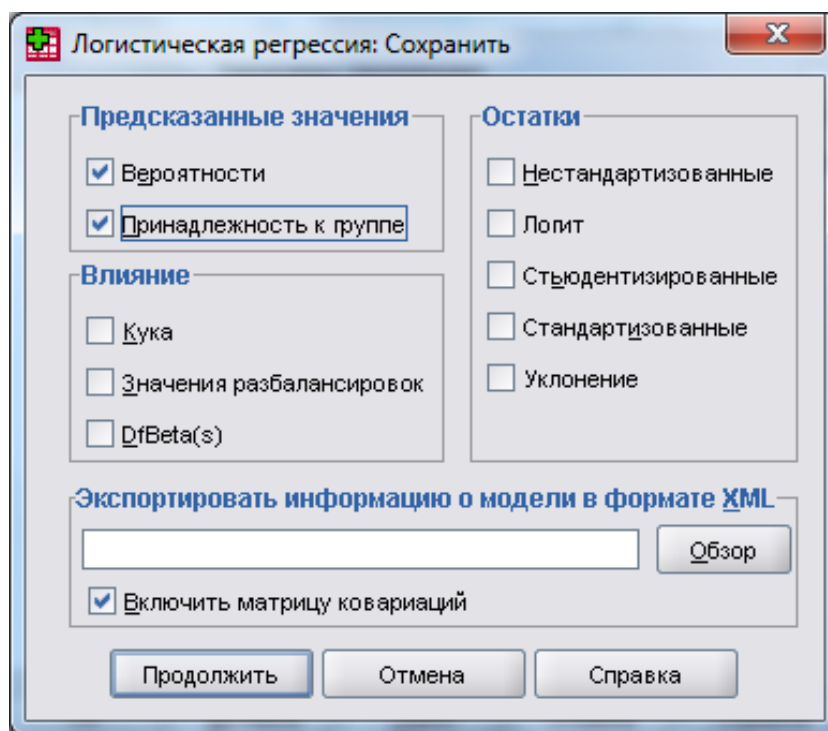 Логистическая регрессия: Сохранить
Предсказанные значения
Вероятности
Принадлежность к группе
Влияние
Кука
Значения разбалансировок
DfBeta(s)
Остатки
Нестандартизованные
Логит
Стьюдентизированные
Стандартизованные
Уклонение
Экспортировать информацию о модели в формате XML
Обзор
Включить матрицу ковариаций
Продолжить
Отмена
Справка